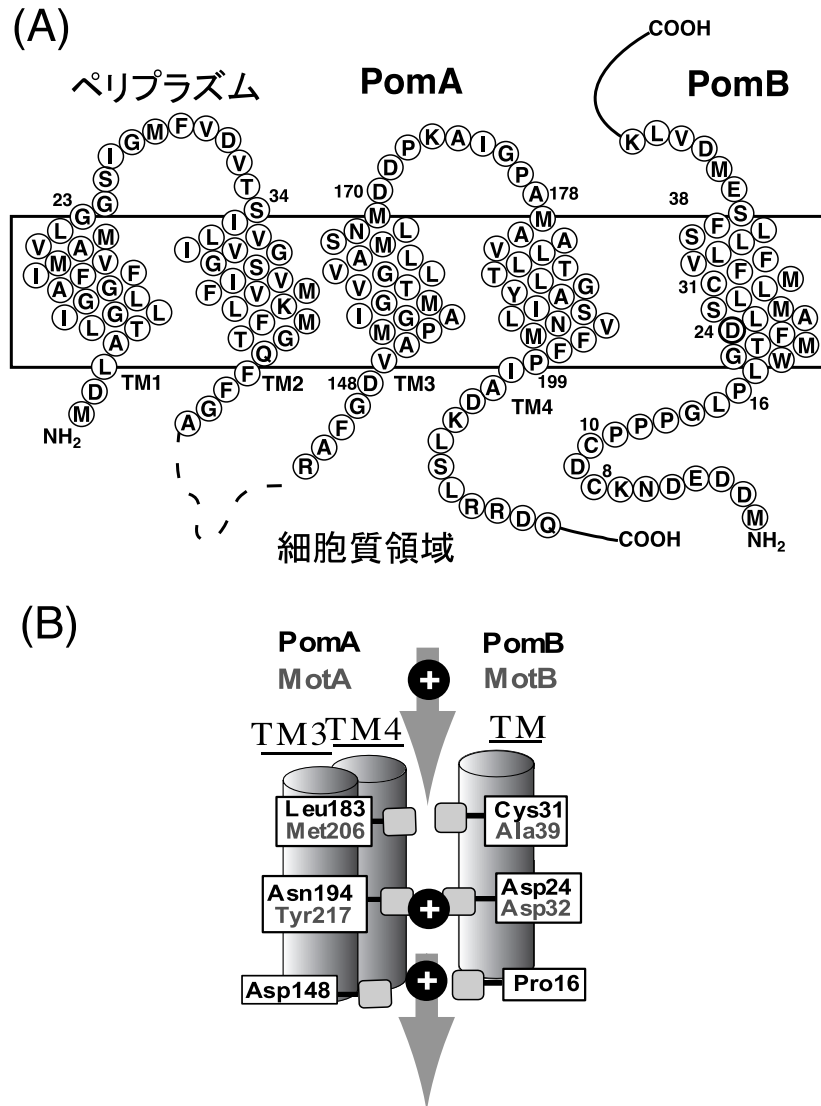 (A)
ペリプラズム
PomA
PomB
COOH
S I G M F V D V T S
D D P K A I G P A
K L V D M E S
23
34
170
178
38
G
L M
V A V
M F F
I A G G L
I L G T L
A
L
D
M
NH₂
TM1
I V
I L V G
G S V
I V M
F L K M
F G
T Q
F
F
G
A
TM2
M L
S N M L
V A G L
V G T M
I G G A
M A P
V
148
D
G
F
A
R
TM3
M
A A
V L T
T L L G
Y I A S
L N V
M F
P F
I
199
A
D
K
L
S
L
R
R
D
Q
COOH
TM4
F L
S L L
V F F
31
C L M
S L M A
24
D L F M
G T W
L
P
16
L
G
P
P
P
10
C
D
8
C K N D E D D M
NH₂
細胞質領域
(B)
PomA
PomB
MotA
+
MotB
TM3
TM4
TM
Leu183
Met206
Cys31
Ala39
Asn194
Tyr217
+
Asp24
Asp32
Asp148
+
Pro16